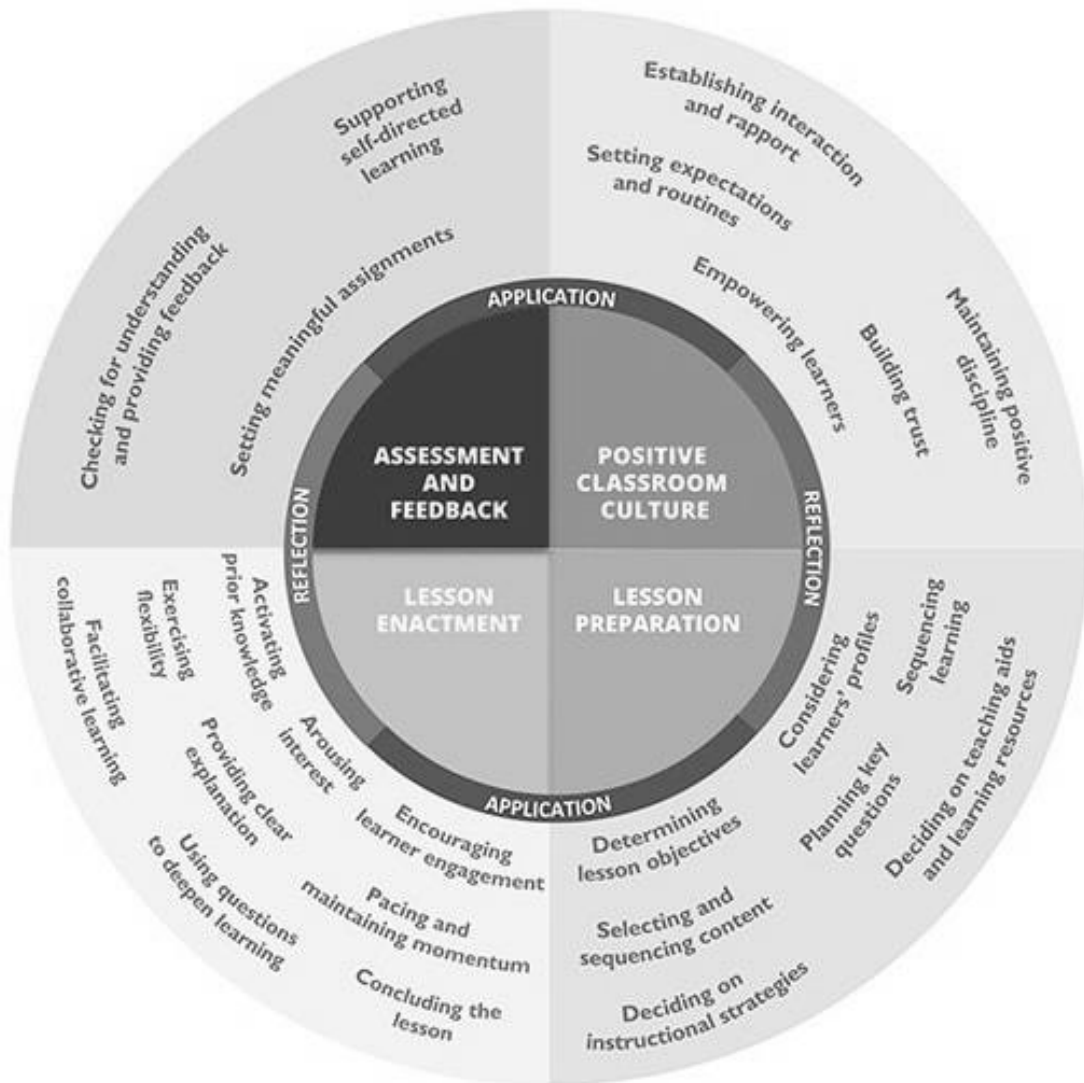 Supporting
self-directed
learning
Checking for understanding
and providing feedback
Setting meaningful assignments
Establishing interaction
and rapport
Setting expectations
and routines
Empowering learners
Building trust
Maintaining positive
discipline
APPLICATION
REFLECTION
REFLECTION
APPLICATION
ASSESSMENT
AND
FEEDBACK
POSITIVE
CLASSROOM
CULTURE
LESSON
ENACTMENT
LESSON
PREPARATION
Activating
prior knowledge
Exercising
flexibility
Facilitating
collaborative learning
Arousing
interest
Providing clear
explanation
Using questions
to deepen learning
Encouraging
learner engagement
Pacing and
maintaining momentum
Concluding the
lesson
Considering
learners' profiles
Sequencing
learning
Planning key
questions
Deciding on teaching aids
and learning resources
Determining
lesson objectives
Selecting and
sequencing content
Deciding on
instructional strategies